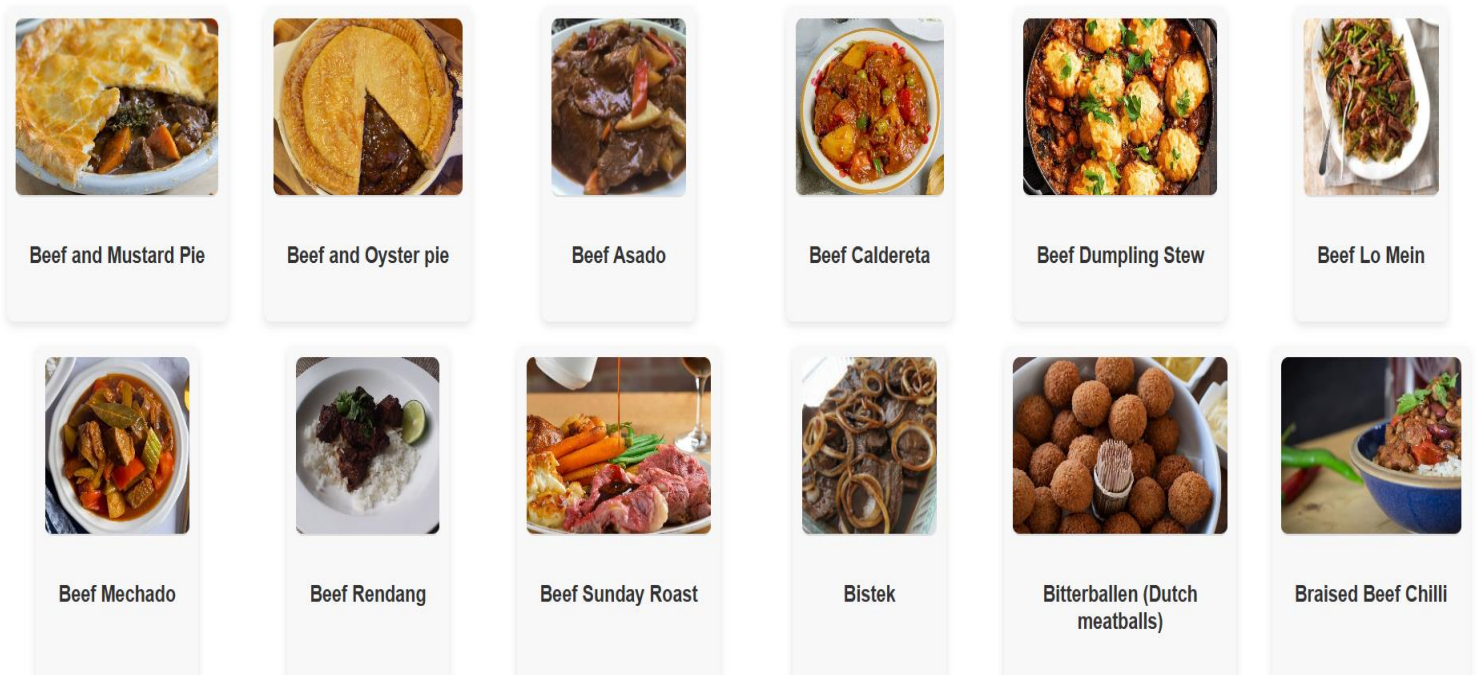 Beef and Mustard Pie
Beef and Oyster pie
Beef Asado
Beef Caldereta
Beef Dumpling Stew
Beef Lo Mein
Beef Mechado
Beef Rendang
Beef Sunday Roast
Bistek
Bitterballen (Dutch
meatballs)
Braised Beef Chilli